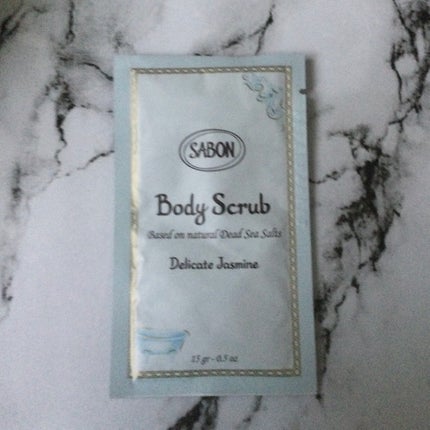 SABON
Body Scrub
Based on natural Dead Sea Salts
Delicate Jasmine
15 gr - 0.5 oz